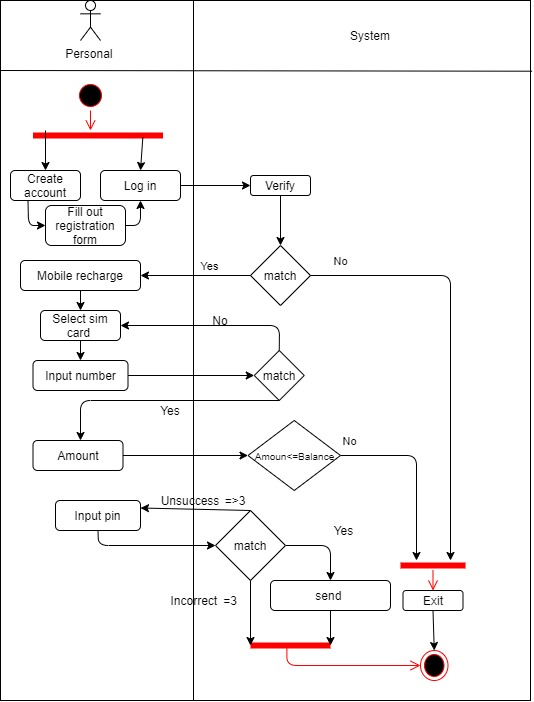 Personal
System
Create
account
Log in
Verify
Fill out
registration
form
Mobile recharge
Yes
match
No
Select sim
card
No
Input number
match
Yes
Amount
Amoun<=Balance
No
Input pin
Unsuccess =>3
match
Yes
Incorrect =3
send
Exit